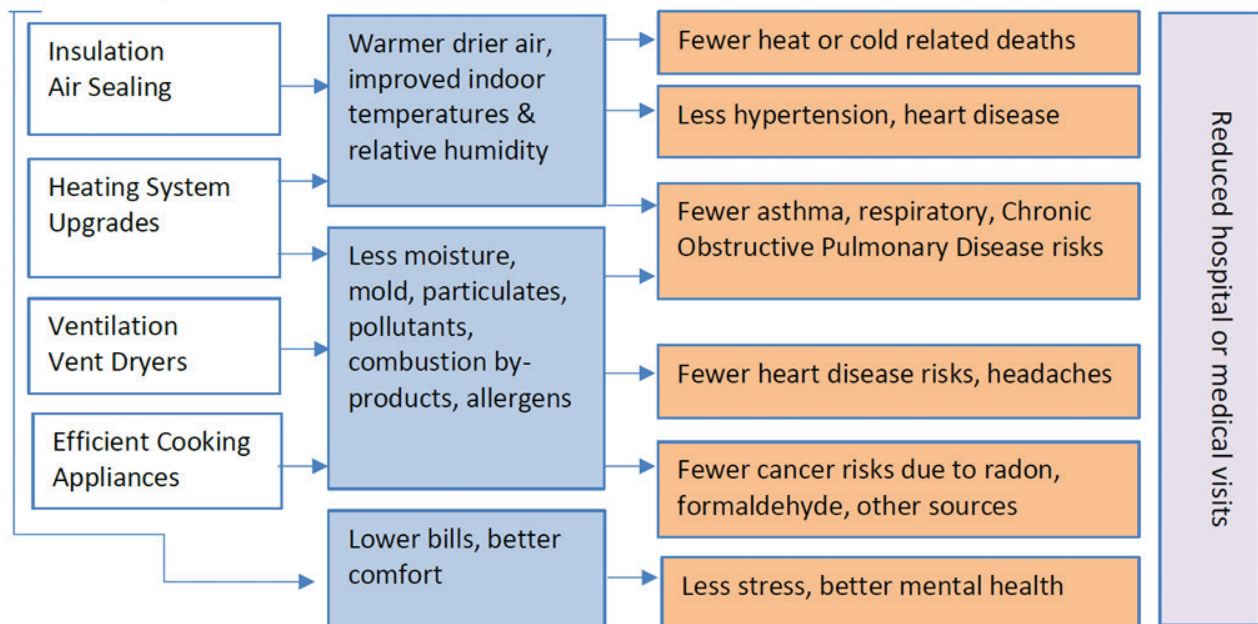 Insulation
Air Sealing
Heating System
Upgrades
Ventilation
Vent Dryers
Efficient Cooking
Appliances
Warmer drier air,
improved indoor
temperatures &
relative humidity
Less moisture,
mold, particulates,
pollutants,
combustion by-
products, allergens
Lower bills, better
comfort
Fewer heat or cold related deaths
Less hypertension, heart disease
Fewer asthma, respiratory, Chronic
Obstructive Pulmonary Disease risks
Fewer heart disease risks, headaches
Fewer cancer risks due to radon,
formaldehyde, other sources
Less stress, better mental health
Reduced hospital or medical visits